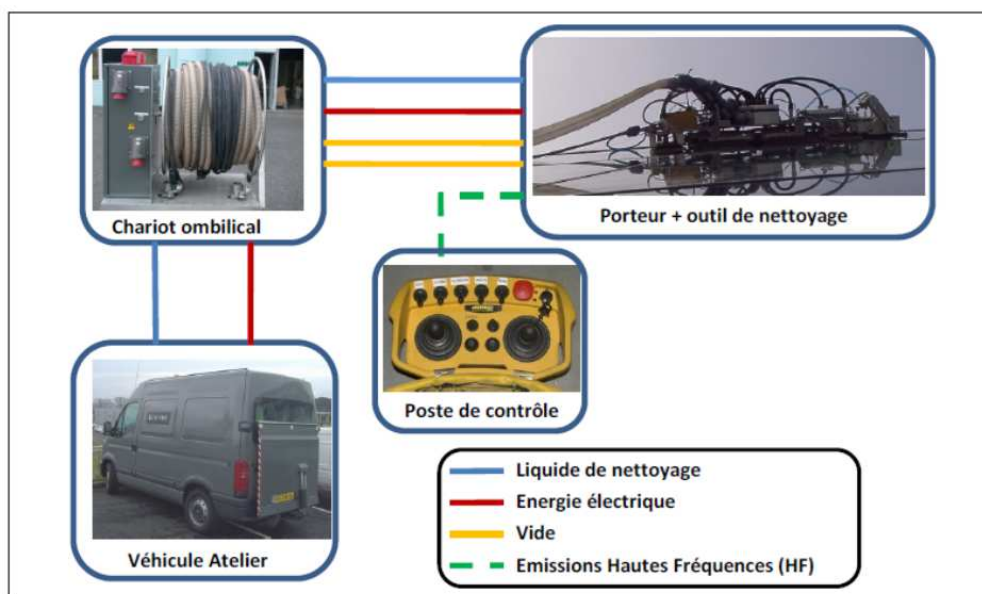 Chariot ombilical
Porteur + outil de nettoyage
Poste de contrôle
Véhicule Atelier
Liquide de nettoyage
Energie électrique
Vide
Emissions Hautes Fréquences (HF)